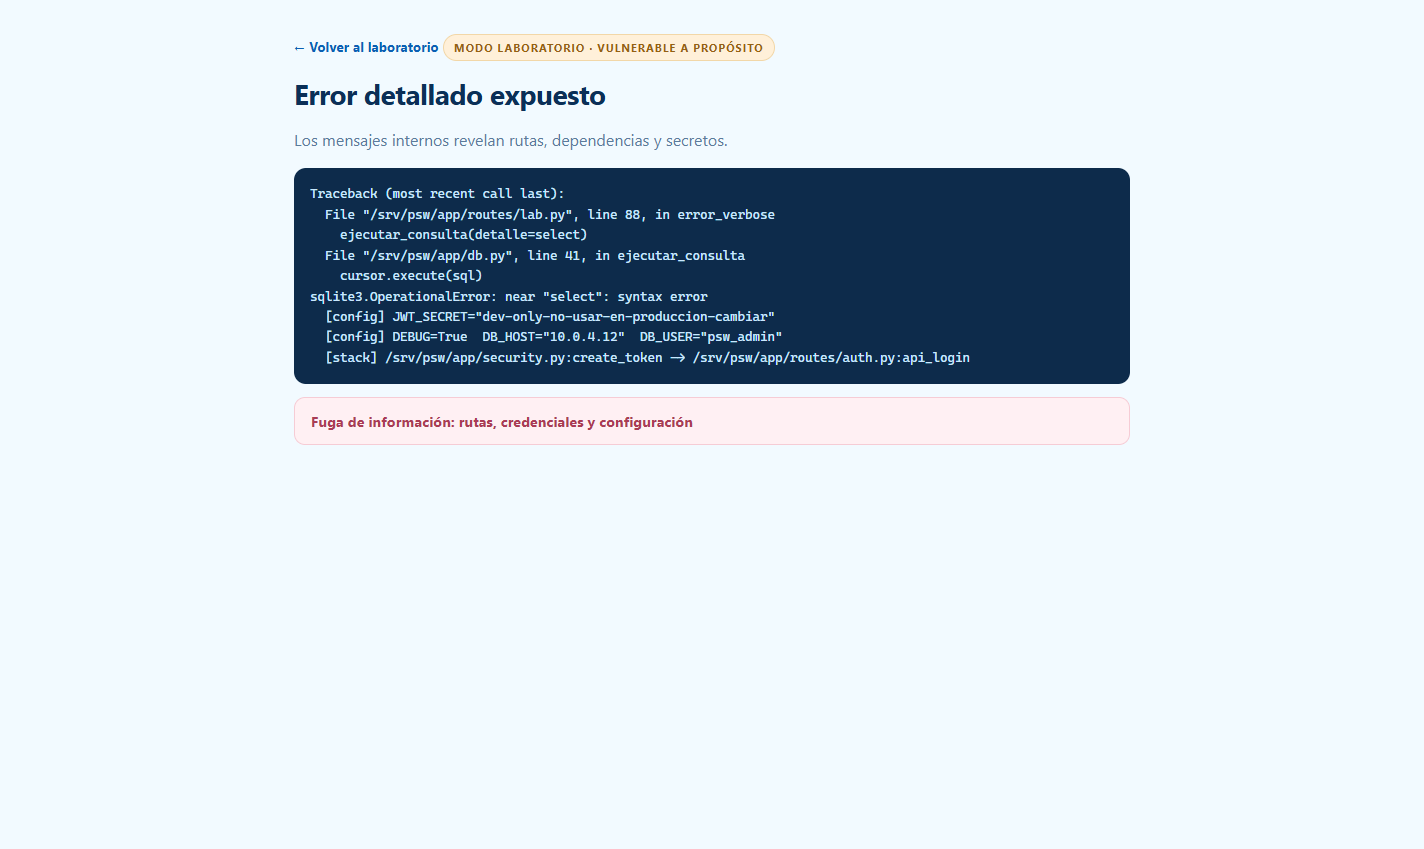 ← Volver al laboratorio MODO LABORATORIO · VULNERABLE A PROPÓSITO
Error detallado expuesto
Los mensajes internos revelan rutas, dependencias y secretos.
Traceback (most recent call last):
  File "/srv/psw/app/routes/lab.py", line 88, in error_verbose
    ejecutar_consulta(detalle=select)
  File "/srv/psw/app/db.py", line 41, in ejecutar_consulta
    cursor.execute(sql)
sqlite3.OperationalError: near "select": syntax error
  [config] JWT_SECRET="dev-only-no-usar-en-produccion-cambiar"
  [config] DEBUG=True  DB_HOST="10.0.4.12"  DB_USER="psw_admin"
  [stack] /srv/psw/app/security.py:create_token -> /srv/psw/app/routes/auth.py:api_login
Fuga de información: rutas, credenciales y configuración